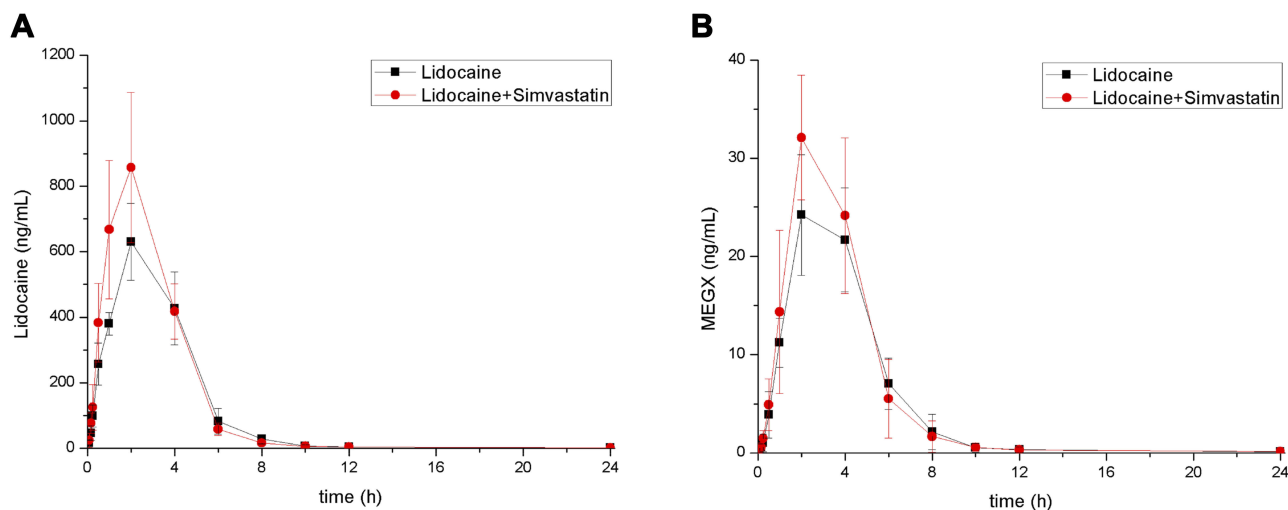 A
1200
1000
800
600
400
200
0
Lidocaine (ng/mL)
Lidocaine
Lidocaine+Simvastatin
0 4 8 12 16 20 24
time (h)
B
40
30
20
10
0
MEGX (ng/mL)
Lidocaine
Lidocaine+Simvastatin
0 4 8 12 16 20 24
time (h)